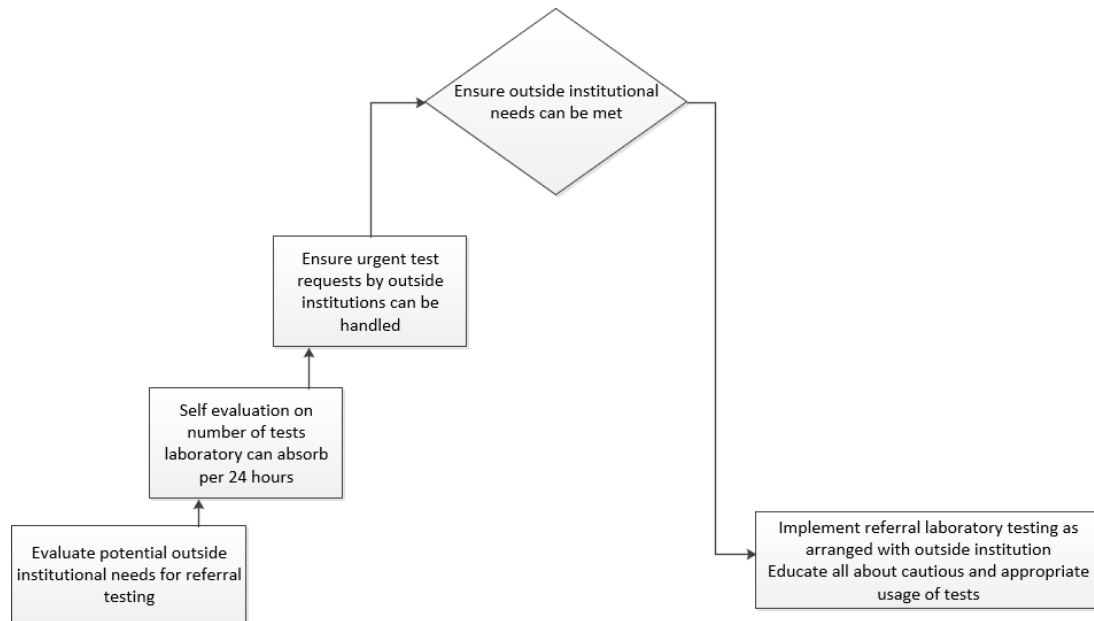 Ensure outside institutional
needs can be met
Ensure urgent test
requests by outside
institutions can be
handled
Self evaluation on
number of tests
laboratory can absorb
per 24 hours
Evaluate potential outside
institutional needs for referral
testing
Implement referral laboratory testing as
arranged with outside institution
Educate all about cautious and appropriate
usage of tests